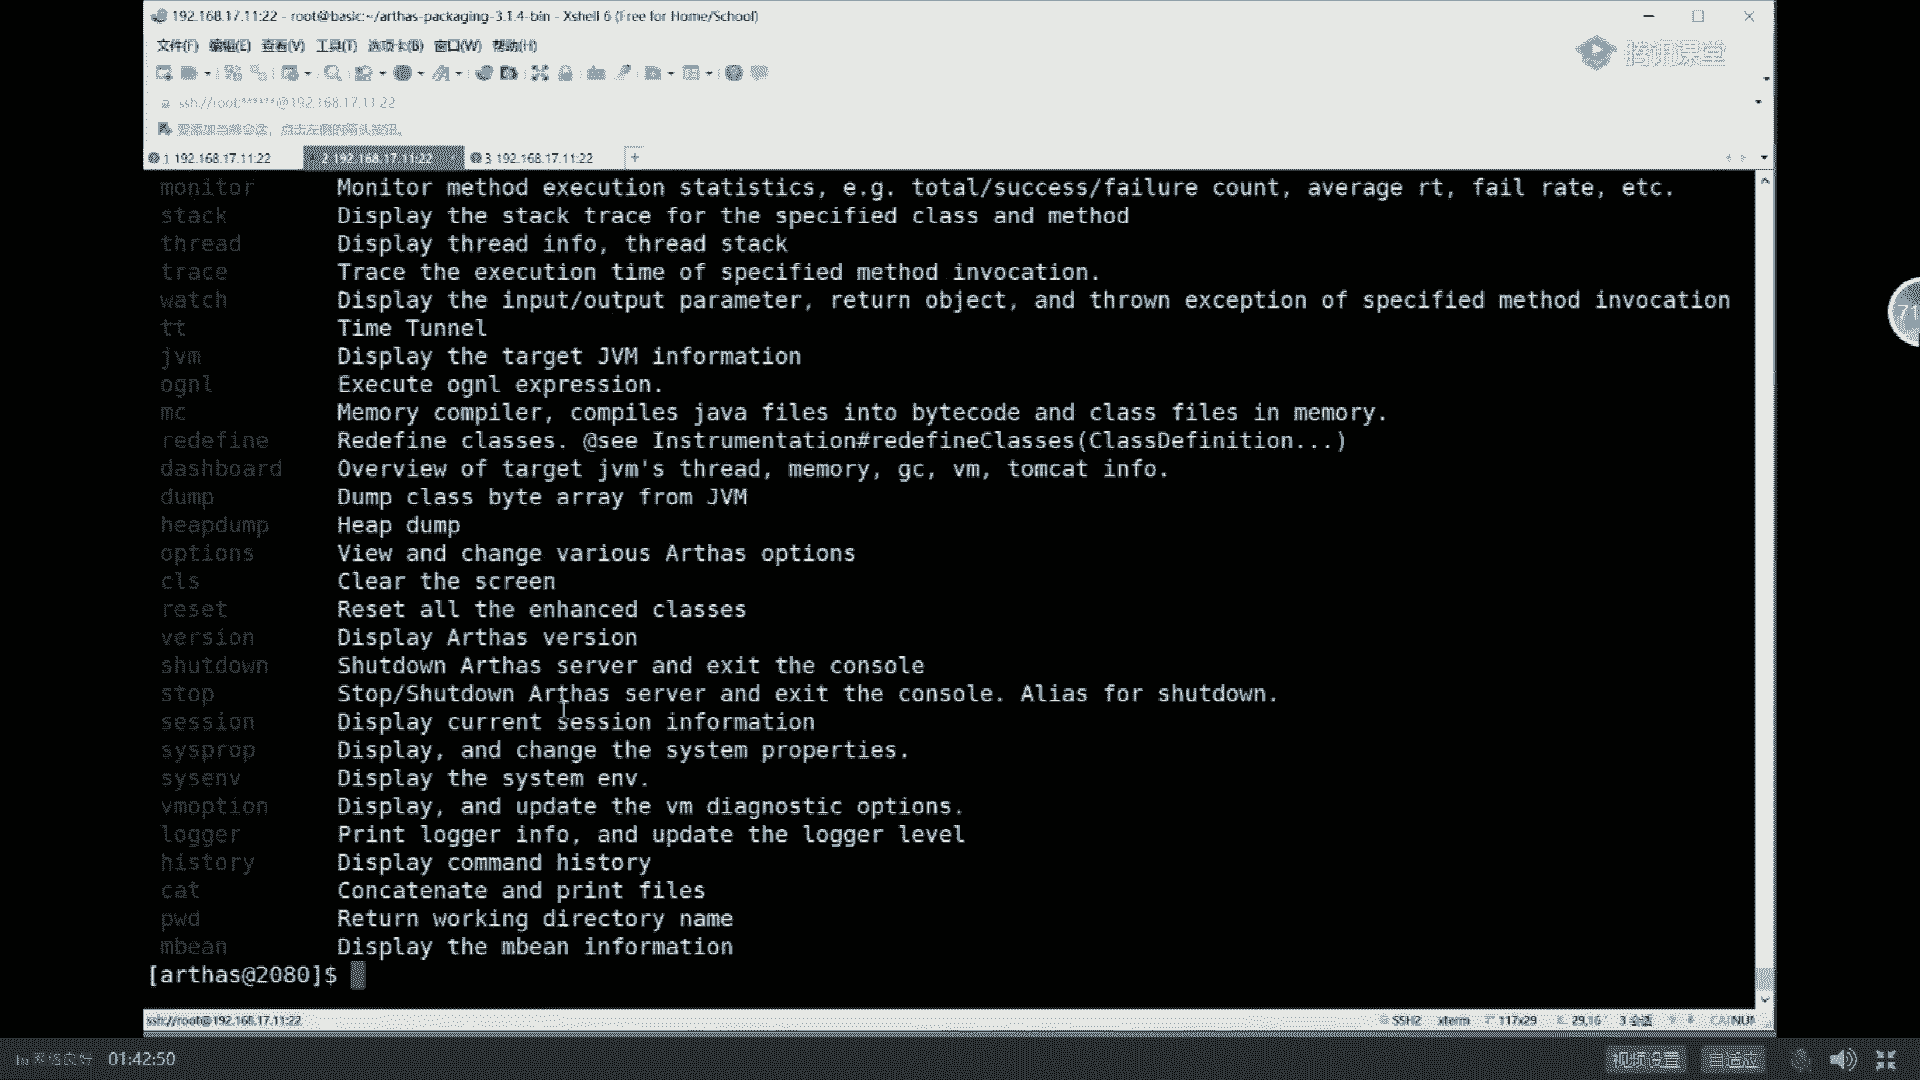 192.168.17.11:22 - root@basic:~/arthas-packaging-3.1.4-bin - Xshell 6 (Free for Home/School)
文件(F) 编辑(E) 查看(V) 工具(T) 选项卡(B) 窗口(W) 帮助(H)
腾讯课堂
ssh://root:******@192.168.17.11:22
要添加当前会话，点击左侧的箭头按钮。
1 192.168.17.11:22 2 192.168.17.11:22 3 192.168.17.11:22 +
monitor Monitor method execution statistics, e.g. total/success/failure count, average rt, fail rate, etc.
stack Display the stack trace for the specified class and method
thread Display thread info, thread stack
trace Trace the execution time of specified method invocation.
watch Display the input/output parameter, return object, and thrown exception of specified method invocation
71
tt Time Tunnel
jvm Display the target JVM information
ognl Execute ognl expression.
mc Memory compiler, compiles java files into bytecode and class files in memory.
redefine Redefine classes. @see Instrumentation#redefineClasses(ClassDefinition...)
dashboard Overview of target jvm's thread, memory, gc, vm, tomcat info.
dump Dump class byte array from JVM
heapdump Heap dump
options View and change various Arthas options
cls Clear the screen
reset Reset all the enhanced classes
version Display Arthas version
shutdown Shutdown Arthas server and exit the console
stop Stop/Shutdown Arthas server and exit the console. Alias for shutdown.
session Display current session information
sysprop Display, and change the system properties.
sysenv Display the system env.
vmoption Display, and update the vm diagnostic options.
logger Print logger info, and update the logger level
history Display command history
cat Concatenate and print files
pwd Return working directory name
mbean Display the mbean information
[arthas@2080]$
ssh://root@192.168.17.11:22 SSH2 xterm 117x29 29,16 3 会话 CAP NUM
网络良好 01:42:50 视频设置 自适应